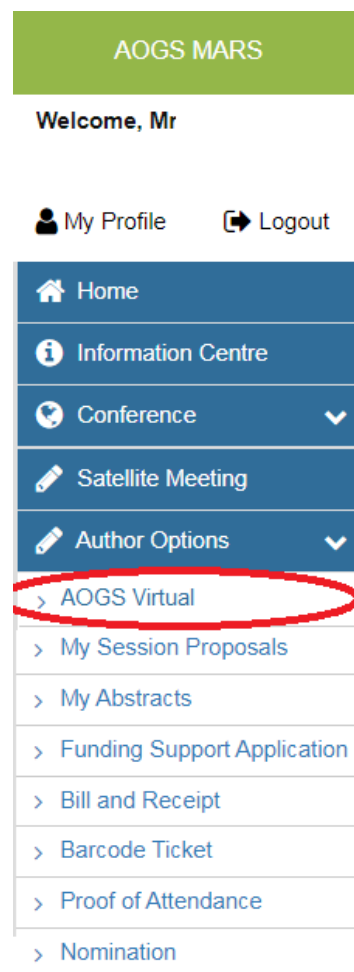 AOGS MARS
Welcome, Mr
My Profile Logout
Home
Information Centre
Conference
Satellite Meeting
Author Options
AOGS Virtual
My Session Proposals
My Abstracts
Funding Support Application
Bill and Receipt
Barcode Ticket
Proof of Attendance
Nomination